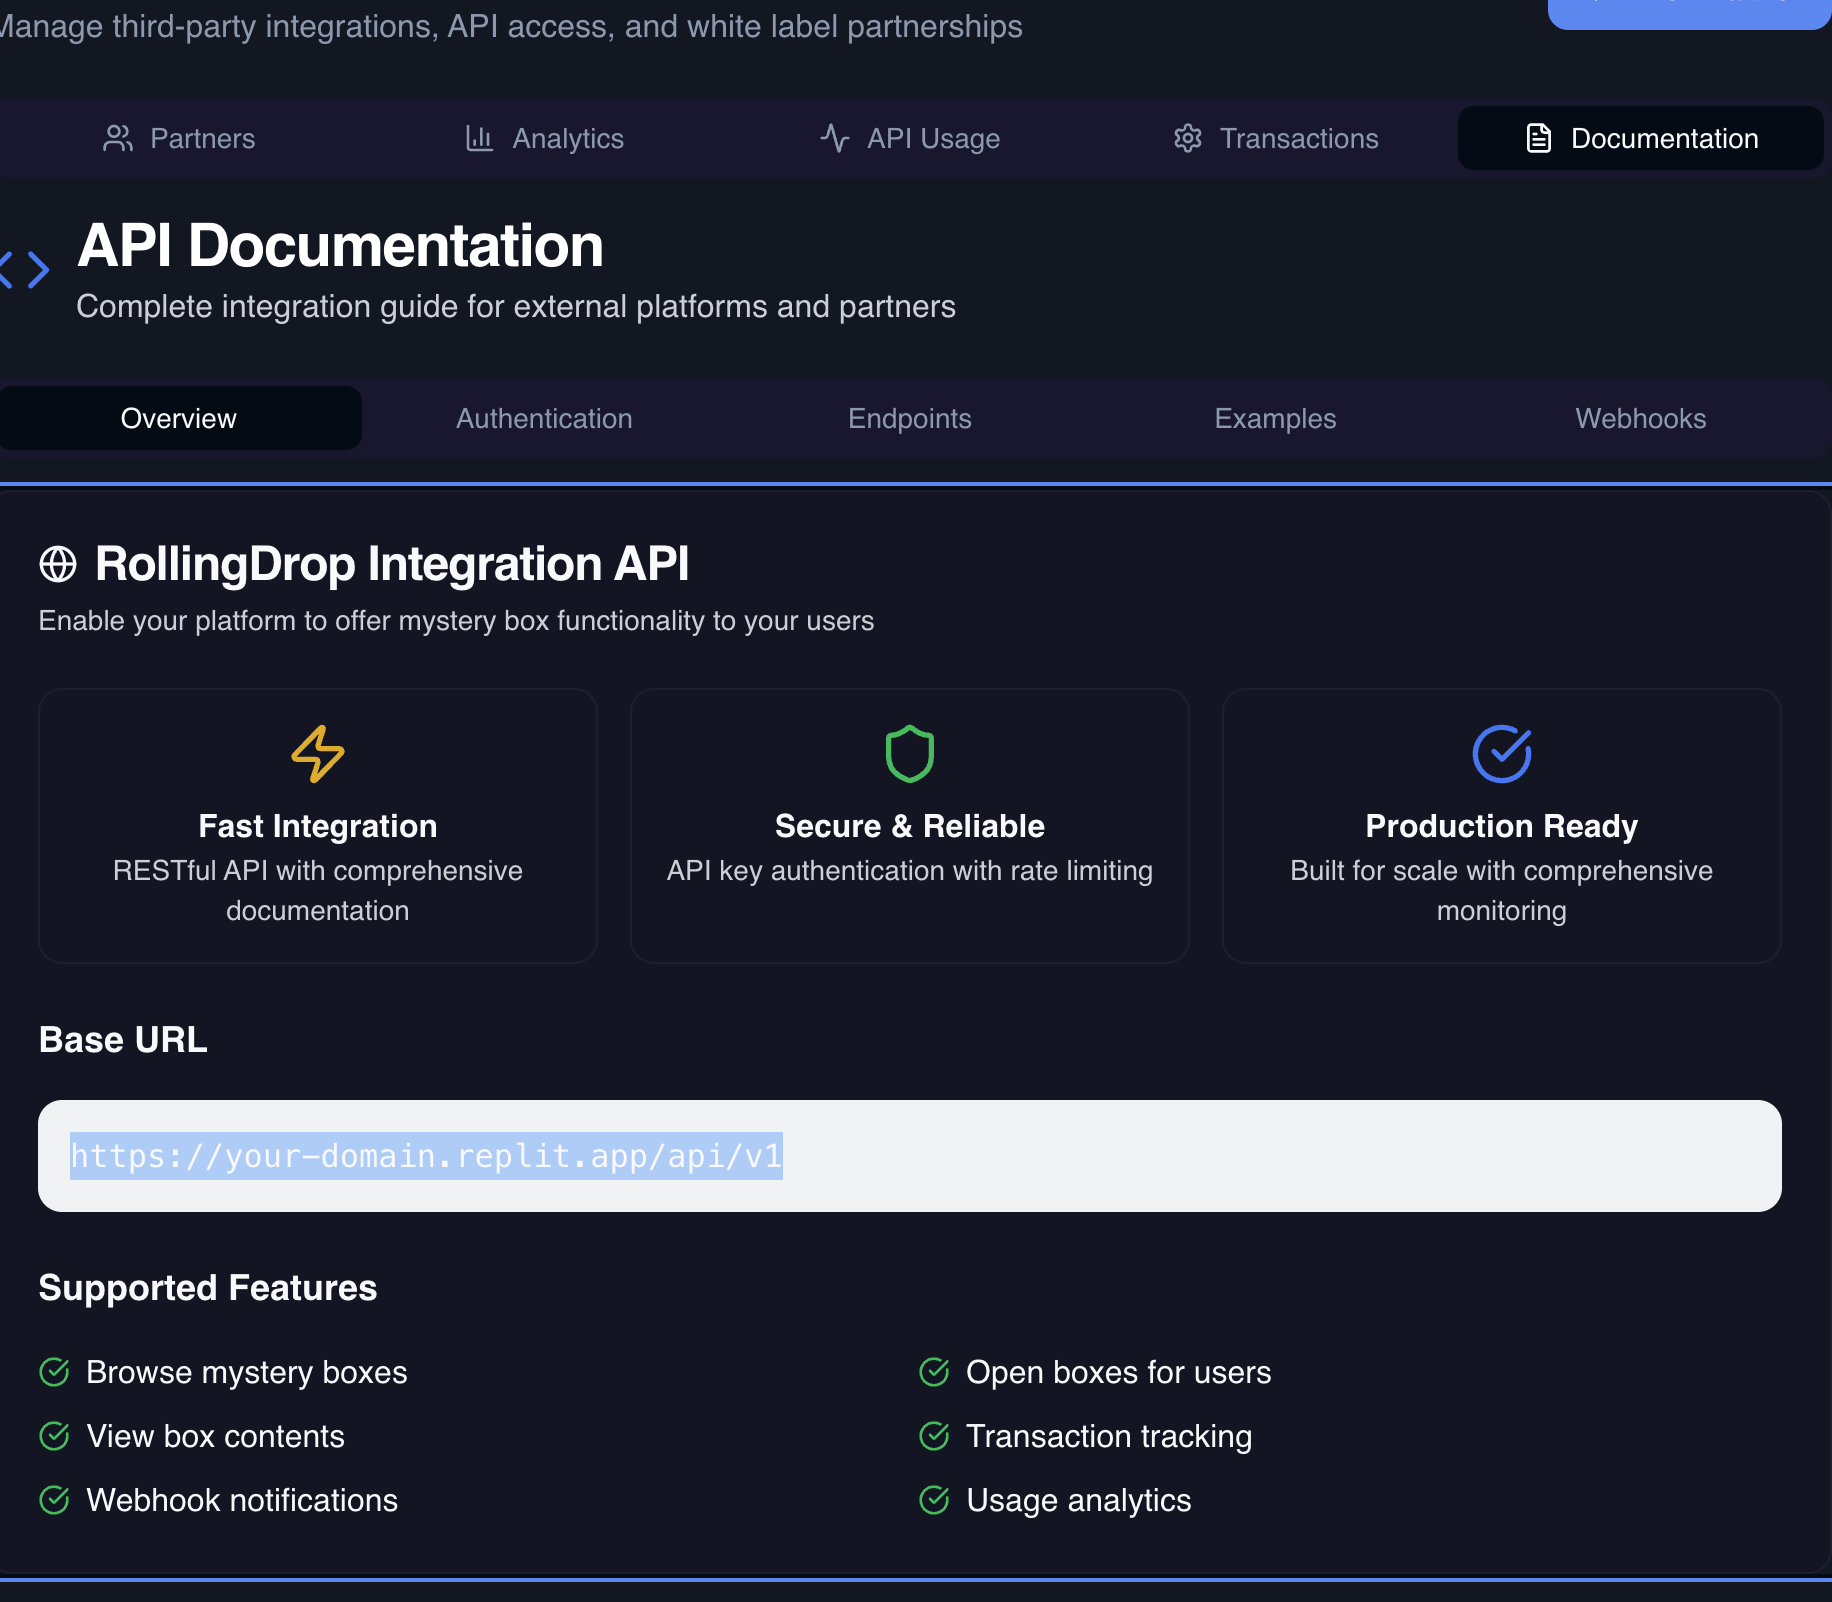 Manage third-party integrations, API access, and white label partnerships
Partners
Analytics
API Usage
Transactions
Documentation
API Documentation
Complete integration guide for external platforms and partners
Overview
Authentication
Endpoints
Examples
Webhooks
RollingDrop Integration API
Enable your platform to offer mystery box functionality to your users
Fast Integration
RESTful API with comprehensive
documentation
Secure & Reliable
API key authentication with rate limiting
Production Ready
Built for scale with comprehensive
monitoring
Base URL
https://your-domain.replit.app/api/v1
Supported Features
Browse mystery boxes
Open boxes for users
View box contents
Transaction tracking
Webhook notifications
Usage analytics